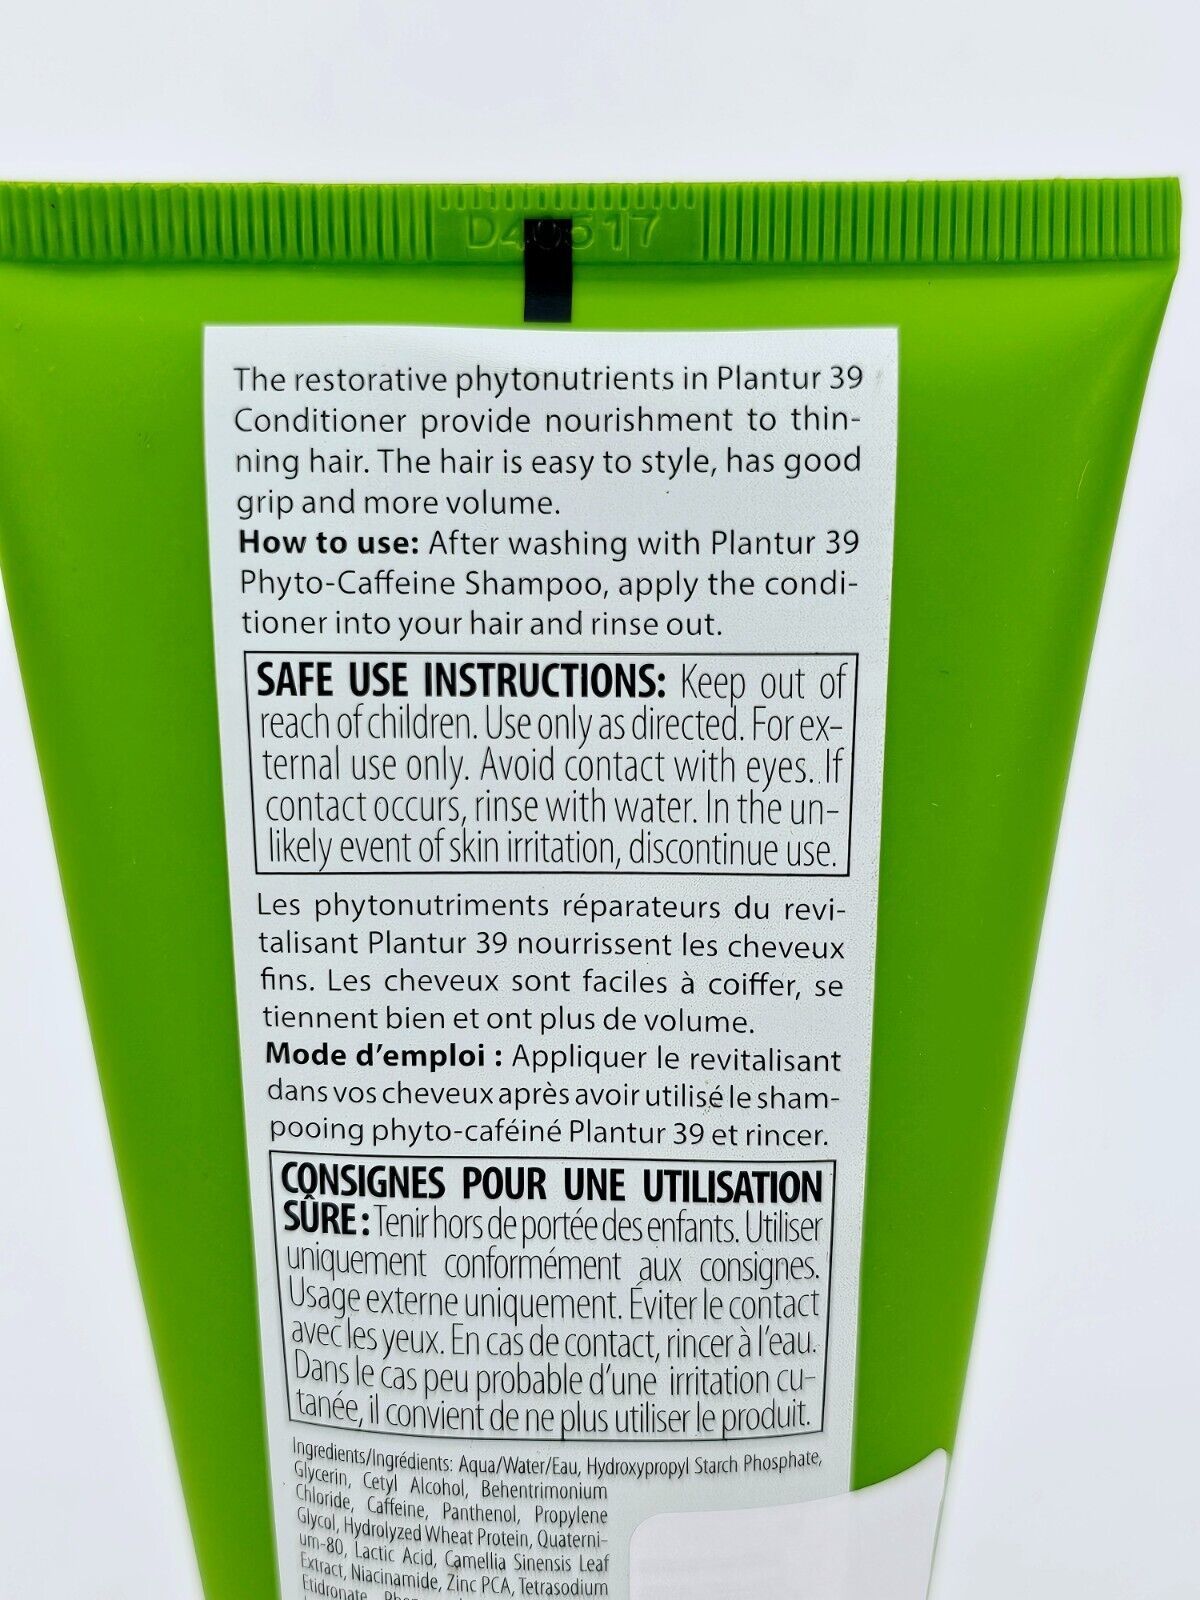 The restorative phytonutrients in Plantur 39
Conditioner provide nourishment to thin-
ning hair. The hair is easy to style, has good
grip and more volume.
How to use: After washing with Plantur 39
Phyto-Caffeine Shampoo, apply the condi-
tioner into your hair and rinse out.
SAFE USE INSTRUCTIONS: Keep out of
reach of children. Use only as directed. For ex-
ternal use only. Avoid contact with eyes. If
contact occurs, rinse with water. In the un-
likely event of skin irritation, discontinue use.
Les phytonutriments réparateurs du revi-
talisant Plantur 39 nourrissent les cheveux
fins. Les cheveux sont faciles à coiffer, se
tiennent bien et ont plus de volume.
Mode d'emploi : Appliquer le revitalisant
dans vos cheveux après avoir utilisé le sham-
pooing phyto-caféiné Plantur 39 et rincer.
CONSIGNES POUR UNE UTILISATION
SÛRE : Tenir hors de portée des enfants. Utiliser
uniquement conformément aux consignes.
Usage externe uniquement. Éviter le contact
avec les yeux. En cas de contact, rincer à l'eau.
Dans le cas peu probable d'une irritation cu-
tanée, il convient de ne plus utiliser le produit.
Ingredients/Ingrédients: Aqua/Water/Eau, Hydroxypropyl Starch Phosphate,
Glycerin, Cetyl Alcohol, Behentrimonium
Chloride, Caffeine, Panthenol, Propylene
Glycol, Hydrolyzed Wheat Protein, Quaterni-
um-80, Lactic Acid, Camellia Sinensis Leaf
Extract, Niacinamide, Zinc PCA, Tetrasodium
Etidronate,